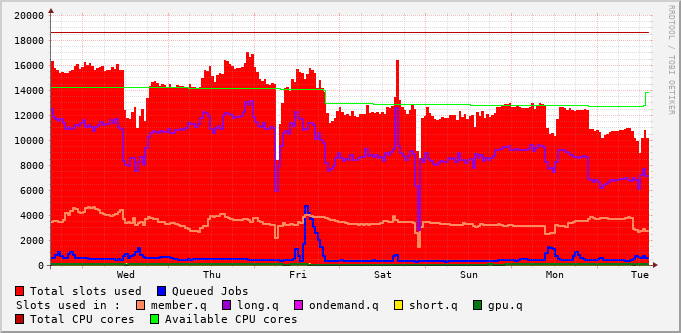 20000
18000
16000
14000
12000
10000
8000
6000
4000
2000
0
Wed Thu Fri Sat Sun Mon Tue
RRDTOOL / TOBI OETIKER
Total slots used Queued Jobs
Slots used in : member.q long.q ondemand.q short.q gpu.q
Total CPU cores Available CPU cores